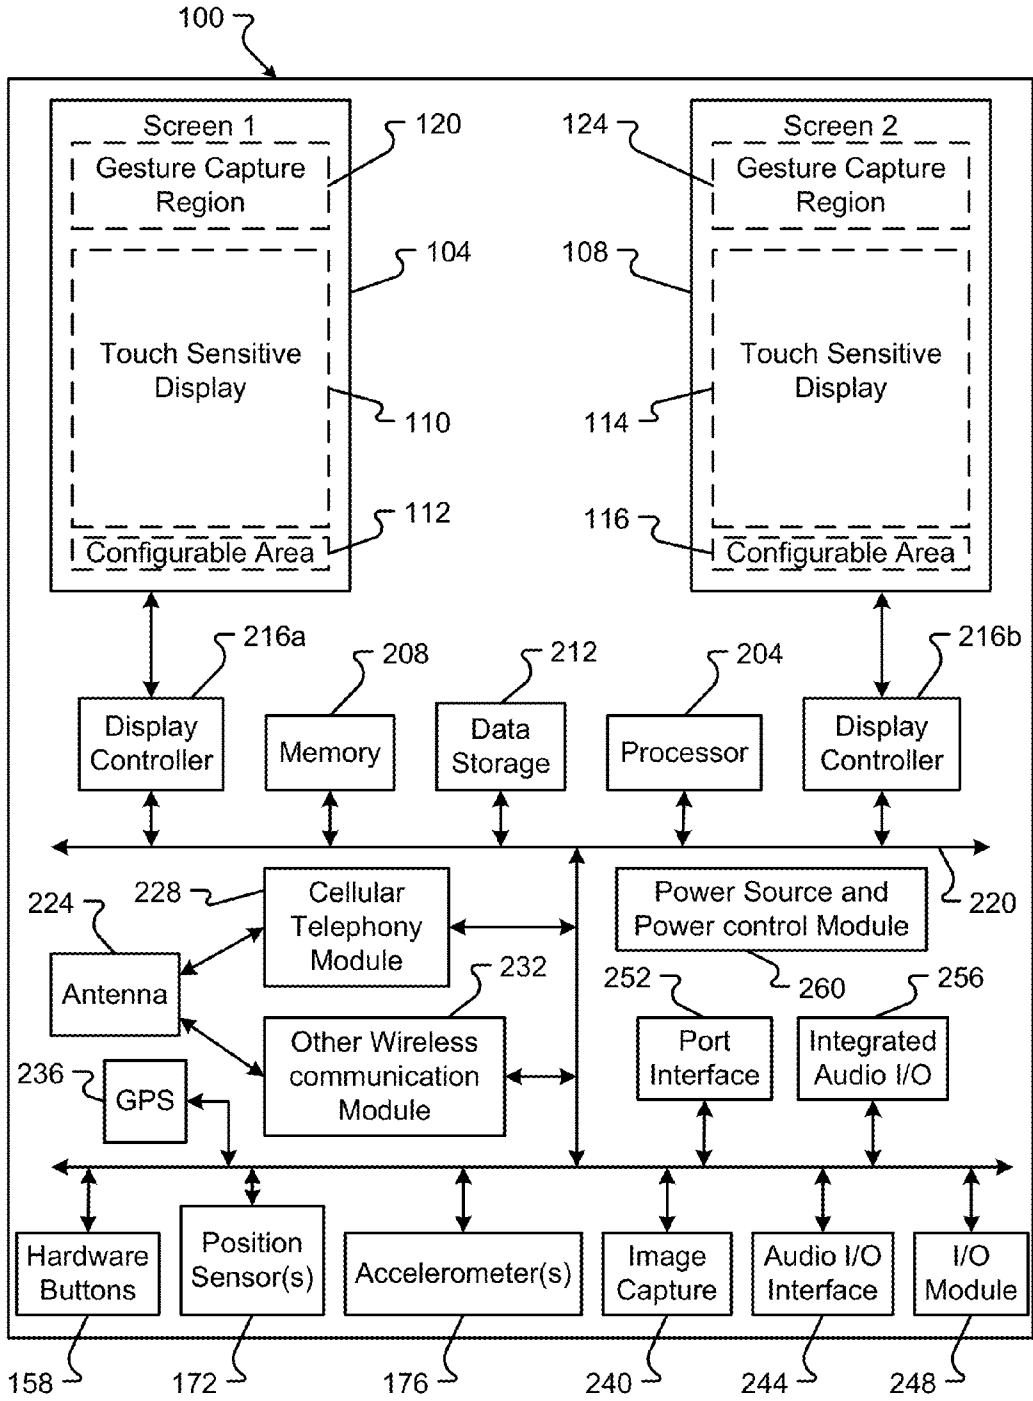 100
Screen 1
Gesture Capture
Region
120
104
Touch Sensitive
Display
110
112
Configurable Area
Screen 2
Gesture Capture
Region
124
108
Touch Sensitive
Display
114
116
Configurable Area
216a
208
212
204
216b
Display
Controller
Memory
Data
Storage
Processor
Display
Controller
220
224
228
Cellular
Telephony
Module
Power Source and
Power control Module
260
Antenna
232
252
256
236
GPS
Other Wireless
communication
Module
Port
Interface
Integrated
Audio I/O
Hardware
Buttons
Position
Sensor(s)
Accelerometer(s)
Image
Capture
Audio I/O
Interface
I/O
Module
158
172
176
240
244
248